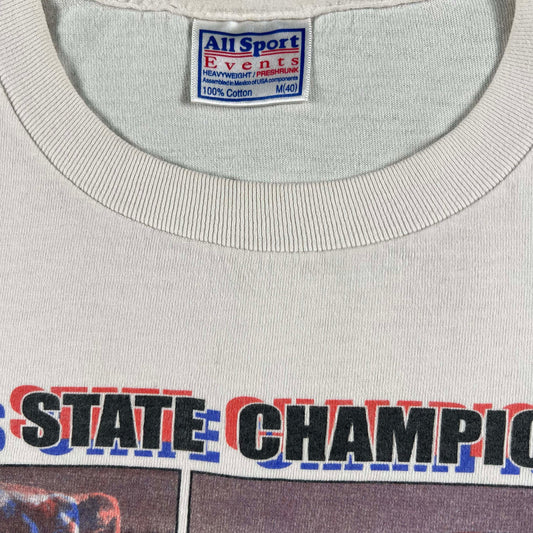 All Sport
Events
HEAVYWEIGHT / PRESHRUNK
Assembled in Mexico of USA components
100% Cotton M(40)
S STATE CHAMPIO